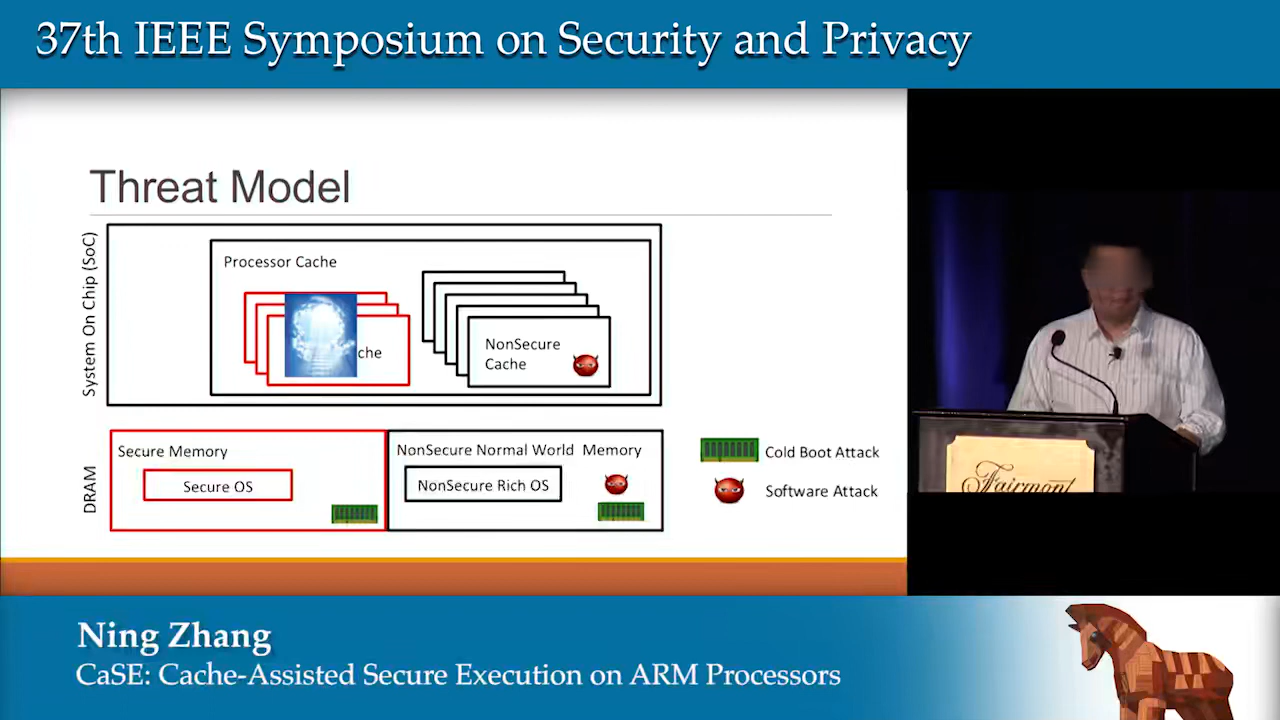 37th IEEE Symposium on Security and Privacy
Threat Model
System On Chip (SoC)
Processor Cache
che
NonSecure
Cache
DRAM
Secure Memory
Secure OS
NonSecure Normal World Memory
NonSecure Rich OS
Cold Boot Attack
Software Attack
Fairmont
Ning Zhang
CaSE: Cache-Assisted Secure Execution on ARM Processors